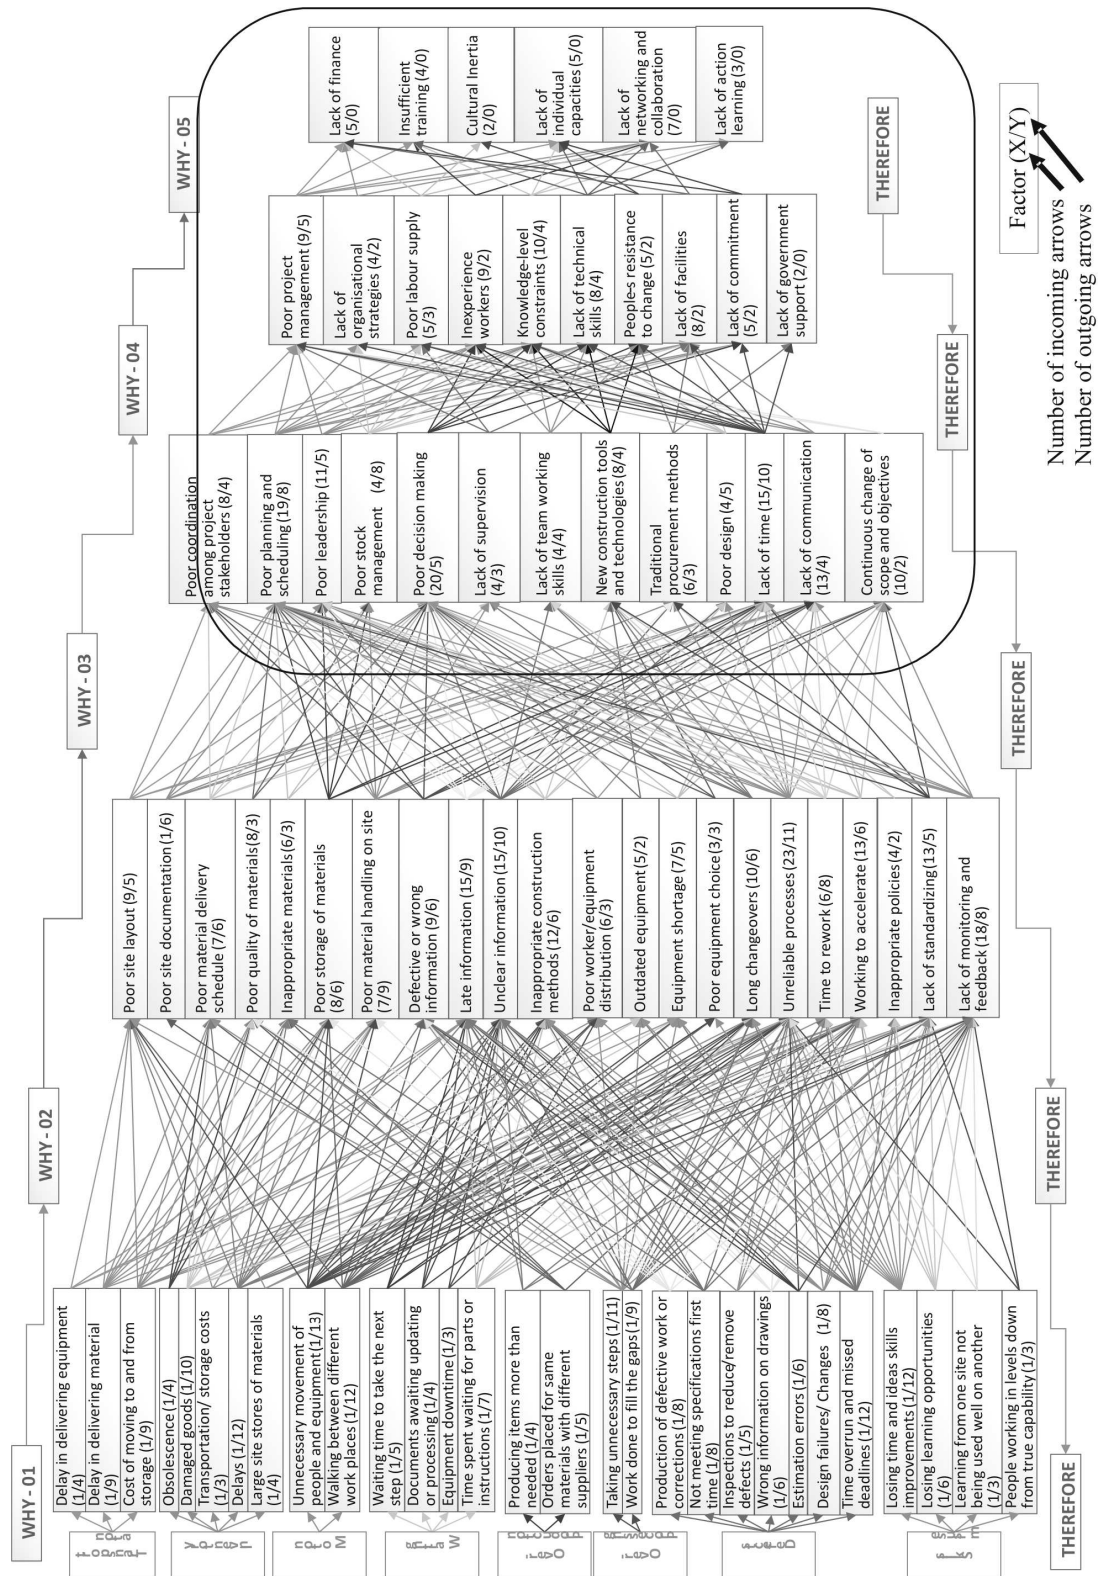 WHY - 01
WHY - 02
WHY - 03
WHY - 04
WHY - 05
Delay in delivering equipment
(1/4)
Delay in delivering material
(1/9)
Cost of moving to and from
storage (1/9)
Obsolescence (1/4)
Damaged goods (1/10)
Transportation/ storage costs
(1/3)
Delays (1/12)
Large site stores of materials
(1/4)
Unnecessary movement of
people and equipment (1/13)
Walking between different
work places (1/12)
Waiting time to take the next
step (1/5)
Documents awaiting updating
or processing (1/4)
Equipment downtime (1/3)
Time spent waiting for parts or
instructions (1/7)
Producing items more than
needed (1/4)
Orders placed for same
materials with different
suppliers (1/5)
Taking unnecessary steps (1/11)
Work done to fill the gaps (1/9)
Production of defective work or
corrections (1/8)
Not meeting specifications first
time (1/8)
Inspections to reduce/remove
defects (1/5)
Wrong information on drawings
(1/6)
Estimation errors (1/6)
Design failures/ Changes (1/8)
Time overrun and missed
deadlines (1/12)
Losing time and ideas skills
improvements (1/12)
Losing learning opportunities
(1/6)
Learning from one site not
being used well on another
(1/3)
People working in levels down
from true capability (1/3)
Poor site layout (9/5)
Poor site documentation (1/6)
Poor material delivery
schedule (7/6)
Poor quality of materials (8/3)
Inappropriate materials (6/3)
Poor storage of materials
(8/6)
Poor material handling on site
(7/9)
Defective or wrong
information (9/6)
Late information (15/9)
Unclear information (15/10)
Inappropriate construction
methods (12/6)
Poor worker/equipment
distribution (6/3)
Outdated equipment (5/2)
Equipment shortage (7/5)
Poor equipment choice (3/3)
Long changeovers (10/6)
Unreliable processes (23/11)
Time to rework (6/8)
Working to accelerate (13/6)
Inappropriate policies (4/2)
Lack of standardizing (13/5)
Lack of monitoring and
feedback (18/8)
Poor coordination
among project
stakeholders (8/4)
Poor planning and
scheduling (19/8)
Poor leadership (11/5)
Poor stock
management (4/8)
Poor decision making
(20/5)
Lack of supervision
(4/3)
Lack of team working
skills (4/4)
New construction tools
and technologies (8/4)
Traditional
procurement methods
(6/3)
Poor design (4/5)
Lack of time (15/10)
Lack of communication
(13/4)
Continuous change of
scope and objectives
(10/2)
Poor project
management (9/5)
Lack of
organisational
strategies (4/2)
Poor labour supply
(5/3)
Inexperience
workers (9/2)
Knowledge-level
constraints (10/4)
Lack of technical
skills (8/4)
People-s resistance
to change (5/2)
Lack of facilities
(8/2)
Lack of commitment
(5/2)
Lack of government
support (2/0)
Lack of finance
(5/0)
Insufficient
training (4/0)
Cultural Inertia
(2/0)
Lack of
individual
capacities (5/0)
Lack of
networking and
collaboration
(7/0)
Lack of action
learning (3/0)
THEREFORE
THEREFORE
THEREFORE
THEREFORE
THEREFORE
Factor (X/Y)
Number of incoming arrows
Number of outgoing arrows